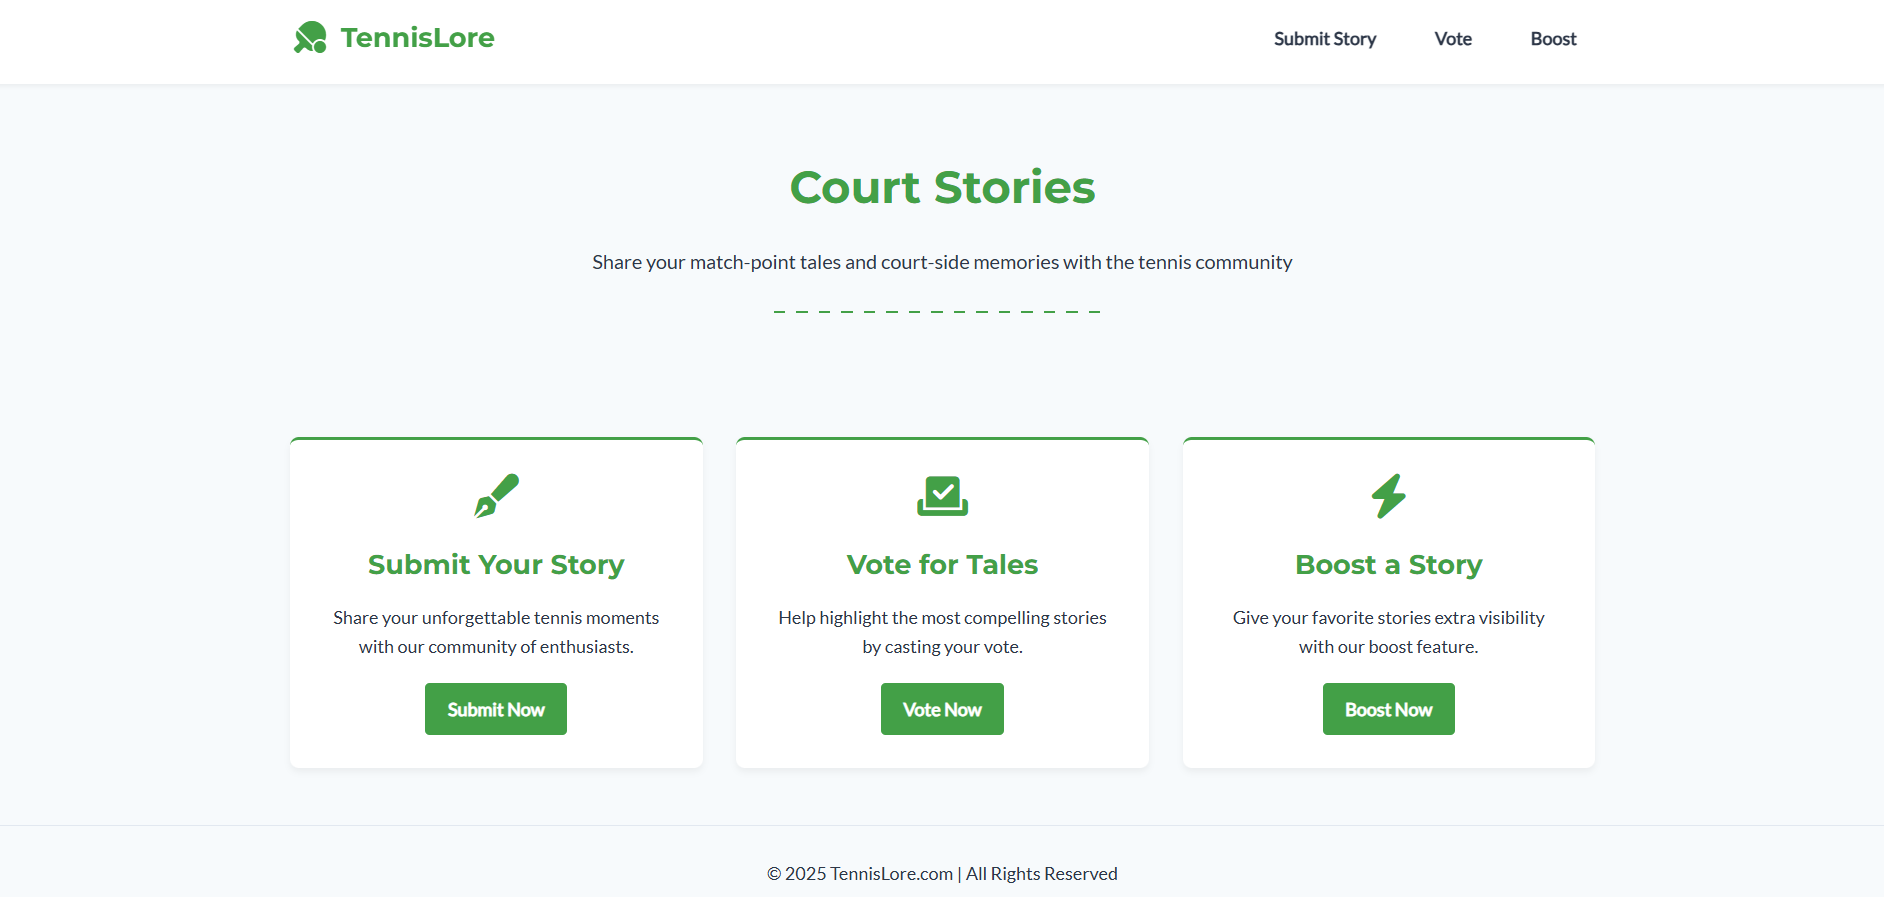 TennisLore
Submit Story
Vote
Boost
Court Stories
Share your match-point tales and court-side memories with the tennis community
Submit Your Story
Share your unforgettable tennis moments
with our community of enthusiasts.
Submit Now
Vote for Tales
Help highlight the most compelling stories
by casting your vote.
Vote Now
Boost a Story
Give your favorite stories extra visibility
with our boost feature.
Boost Now
© 2025 TennisLore.com | All Rights Reserved